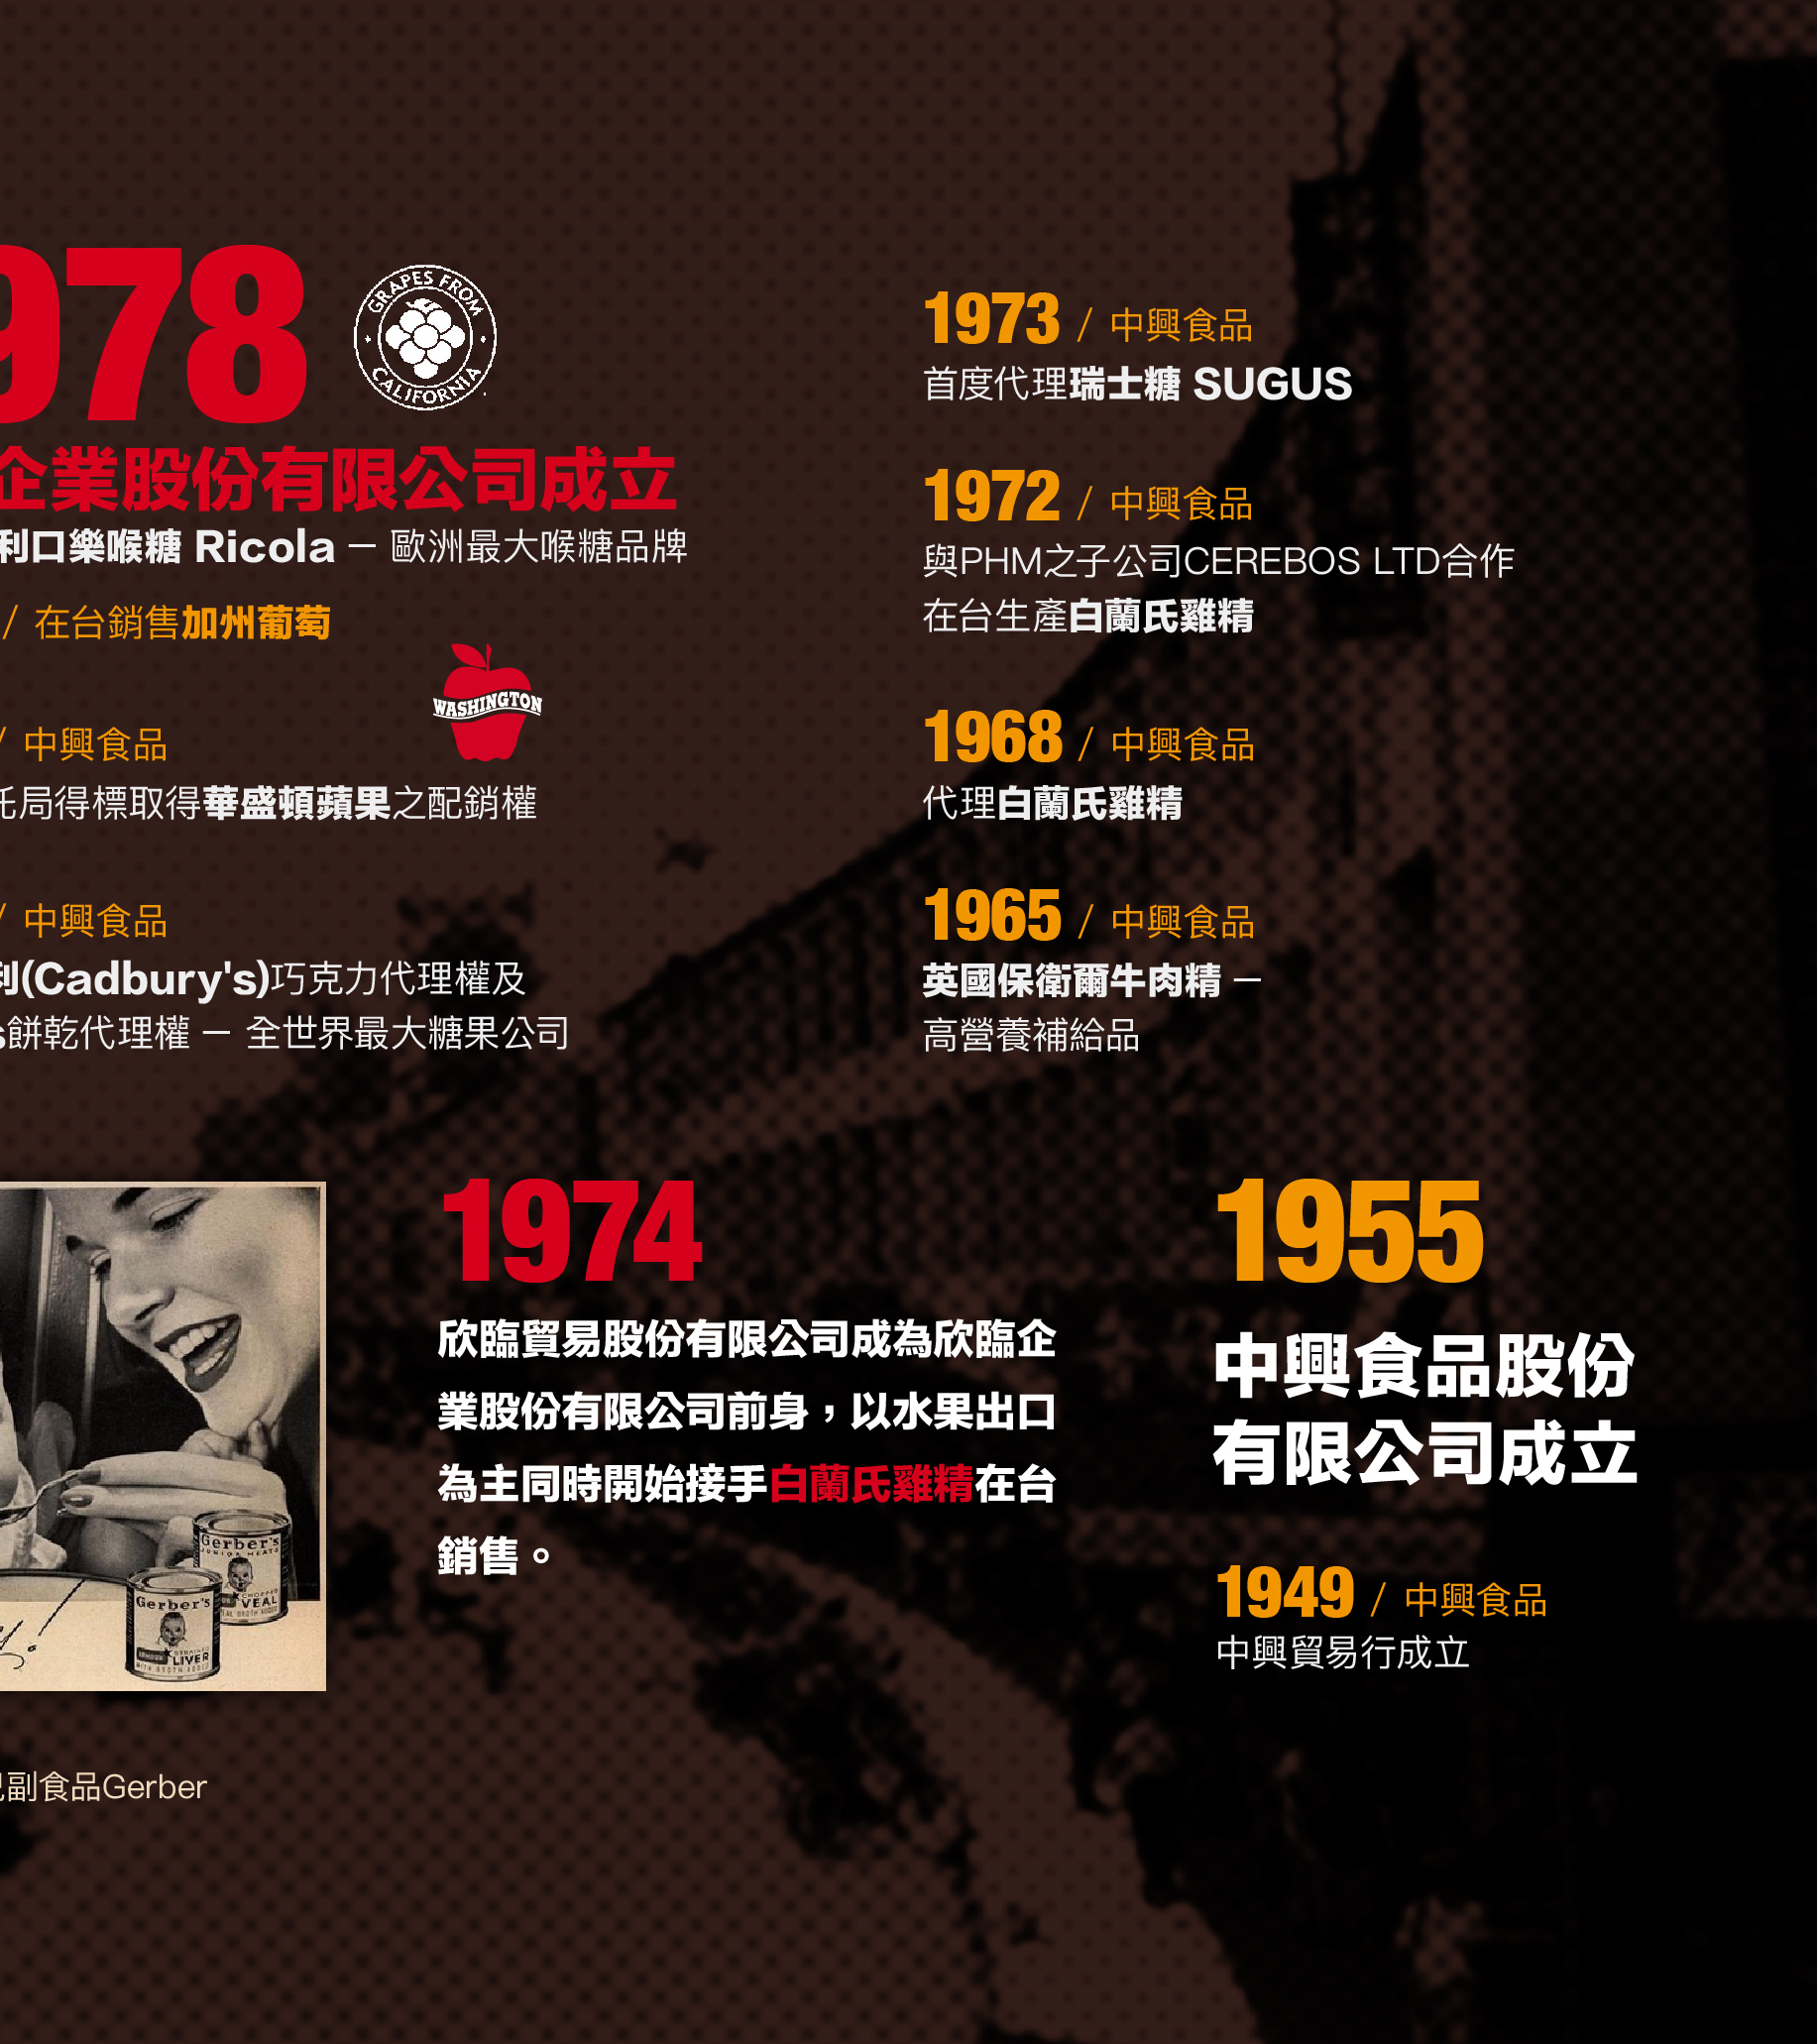 978
GRAPES FROM
CALIFORNIA
企業股份有限公司成立
利口樂喉糖 Ricola — 歐洲最大喉糖品牌
/ 在台銷售加州葡萄
WASHINGTON
/ 中興食品
託局得標取得華盛頓蘋果之配銷權
/ 中興食品
利(Cadbury's)巧克力代理權及
s餅乾代理權 — 全世界最大糖果公司
1973 / 中興食品
首度代理瑞士糖 SUGUS
1972 / 中興食品
與PHM之子公司CEREBOS LTD合作
在台生產白蘭氏雞精
1968 / 中興食品
代理白蘭氏雞精
1965 / 中興食品
英國保衛爾牛肉精 —
高營養補給品
Gerber's
JUNIOR MEATS
CHOPPED
VEAL
Gerber's
STRAINED
LIVER
WITH BROTH ADDED
副食品Gerber
1974
欣臨貿易股份有限公司成為欣臨企
業股份有限公司前身，以水果出口
為主同時開始接手白蘭氏雞精在台
銷售。
1955
中興食品股份
有限公司成立
1949 / 中興食品
中興貿易行成立